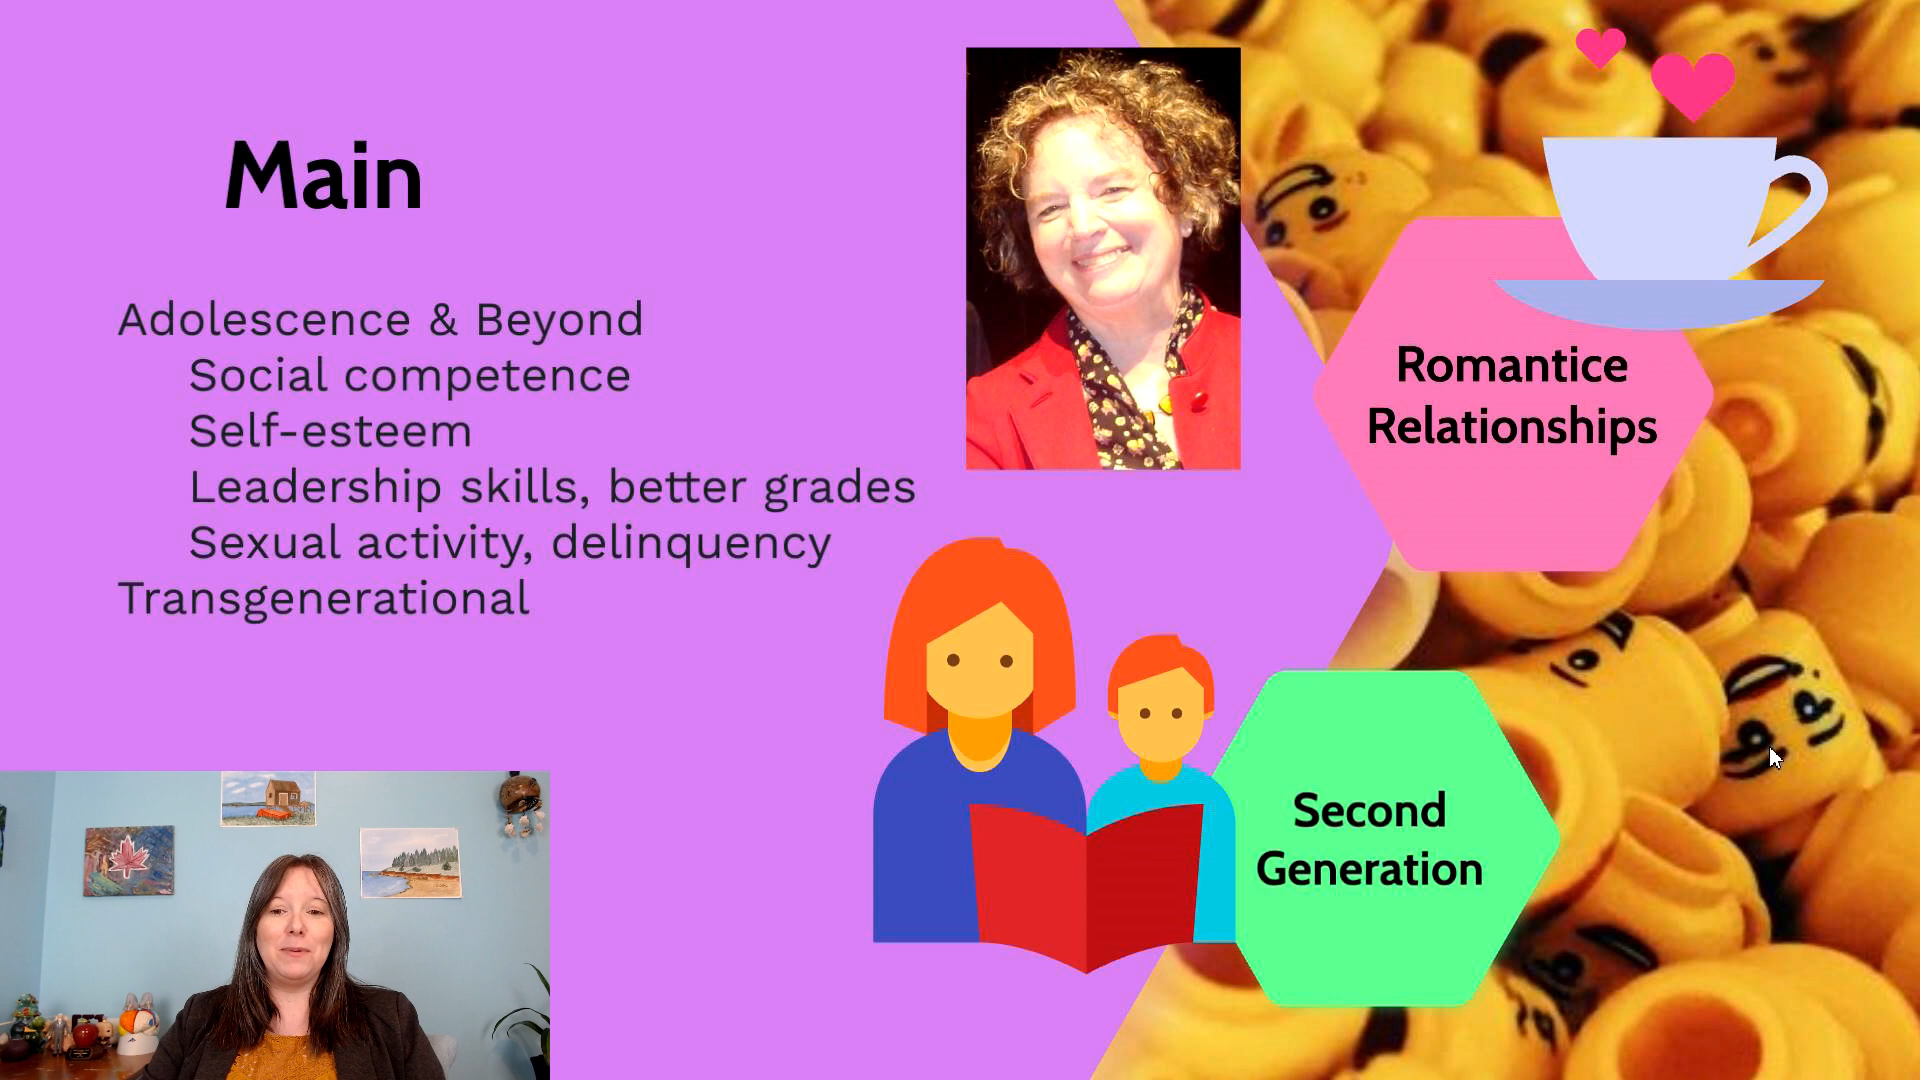 Main
Adolescence & Beyond
Social competence
Self-esteem
Leadership skills, better grades
Sexual activity, delinquency
Transgenerational
Romantice
Relationships
Second
Generation